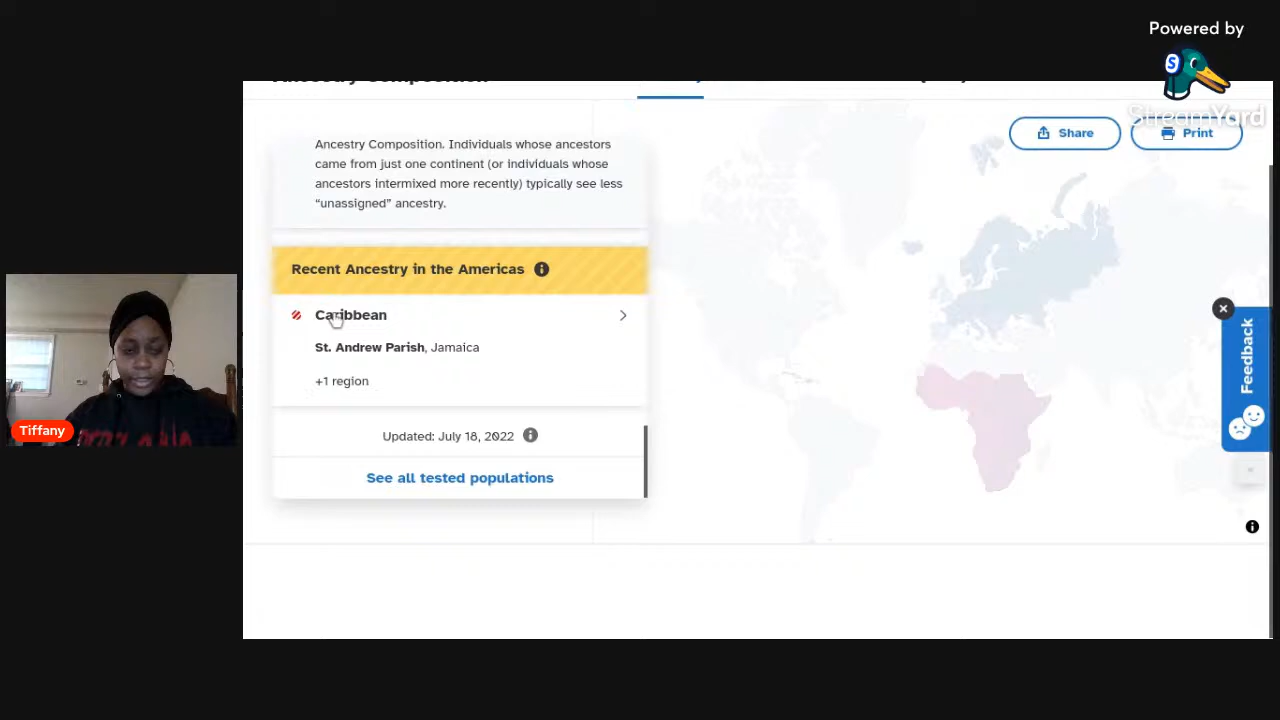 Powered by
S
StreamYard
Ancestry Composition
Share
Print
Ancestry Composition. Individuals whose ancestors
came from just one continent (or individuals whose
ancestors intermixed more recently) typically see less
“unassigned” ancestry.
Recent Ancestry in the Americas
Caribbean
St. Andrew Parish, Jamaica
+1 region
Updated: July 18, 2022
See all tested populations
Feedback
Tiffany